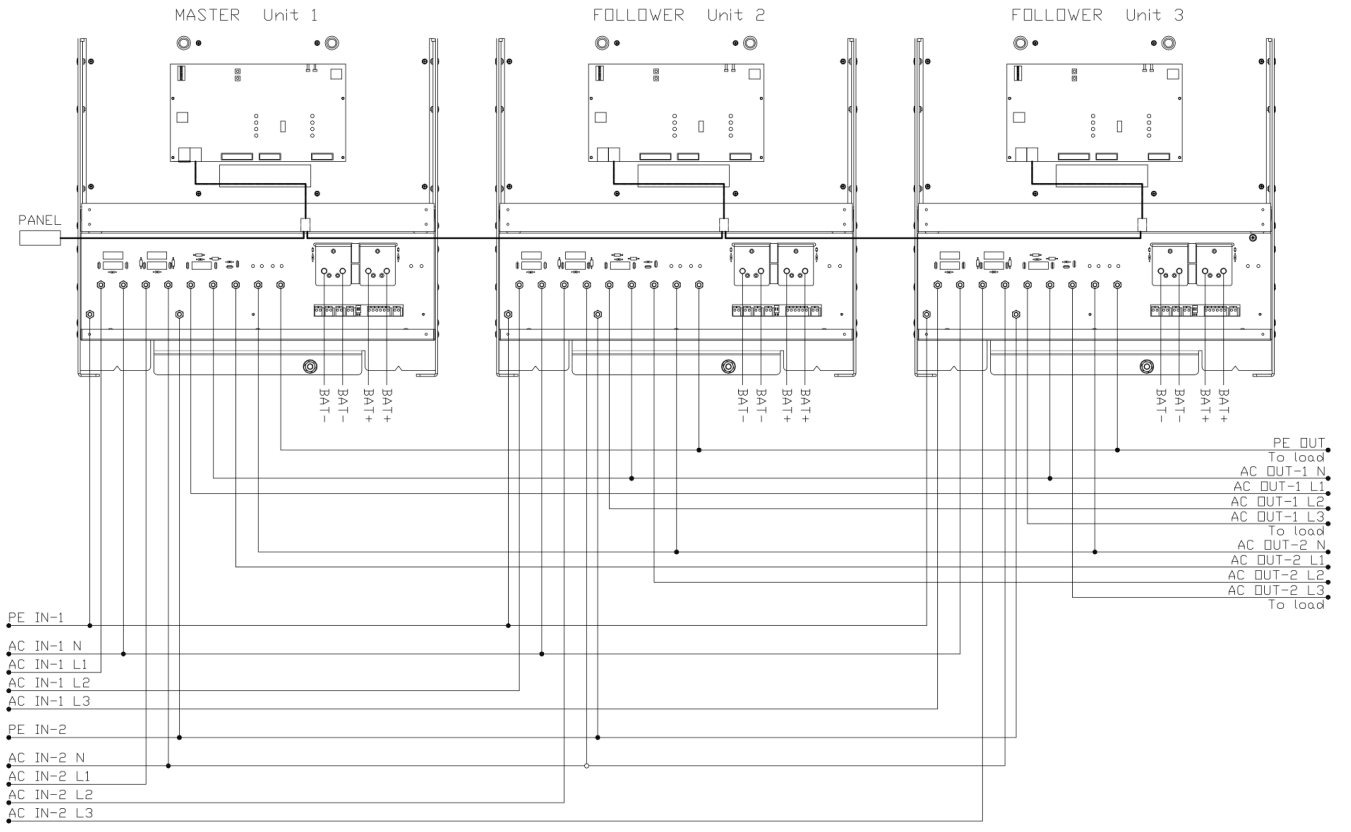 MASTER Unit 1
FOLLOWER Unit 2
FOLLOWER Unit 3
PANEL
BAT-
BAT-
BAT+
BAT+
BAT-
BAT-
BAT+
BAT+
BAT-
BAT-
BAT+
BAT+
PE OUT
To load
AC OUT-1 N
AC OUT-1 L1
AC OUT-1 L2
AC OUT-1 L3
To load
AC OUT-2 N
AC OUT-2 L1
AC OUT-2 L2
AC OUT-2 L3
To load
PE IN-1
AC IN-1 N
AC IN-1 L1
AC IN-1 L2
AC IN-1 L3
PE IN-2
AC IN-2 N
AC IN-2 L1
AC IN-2 L2
AC IN-2 L3